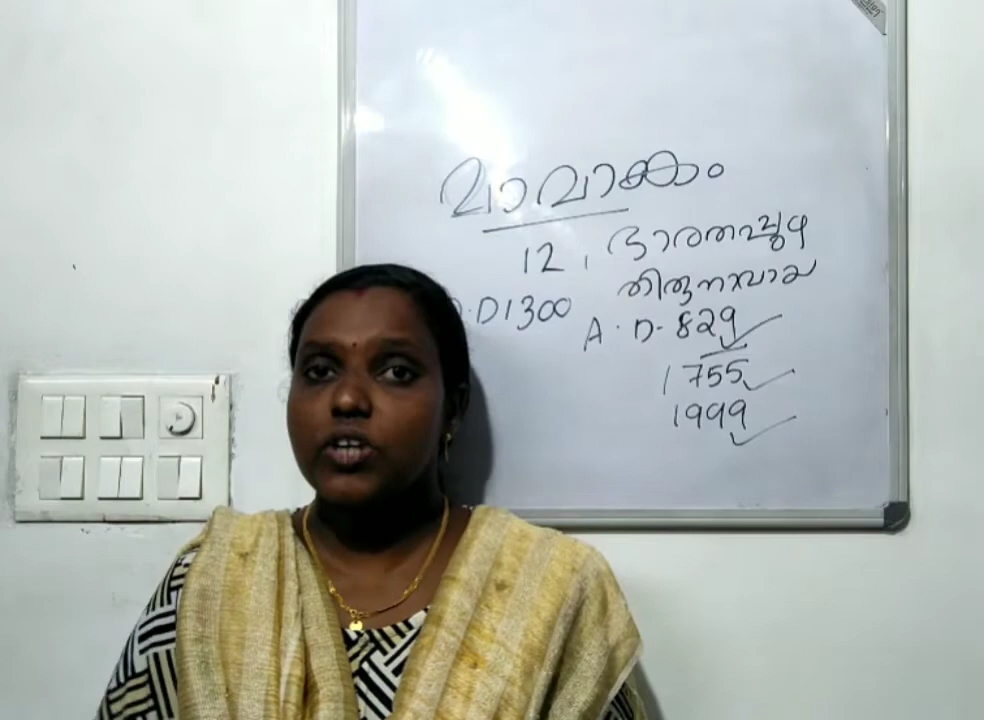 മാമാങ്കം
12, ഭാരതപ്പുഴ
തിരുനാവായ
.D 1300
A.D. 829
1755
1999